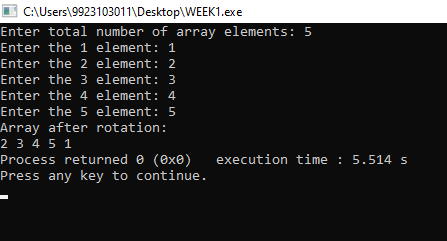 C:\Users\9923103011\Desktop\WEEK1.exe
Enter total number of array elements: 5
Enter the 1 element: 1
Enter the 2 element: 2
Enter the 3 element: 3
Enter the 4 element: 4
Enter the 5 element: 5
Array after rotation:
2 3 4 5 1
Process returned 0 (0x0)   execution time : 5.514 s
Press any key to continue.